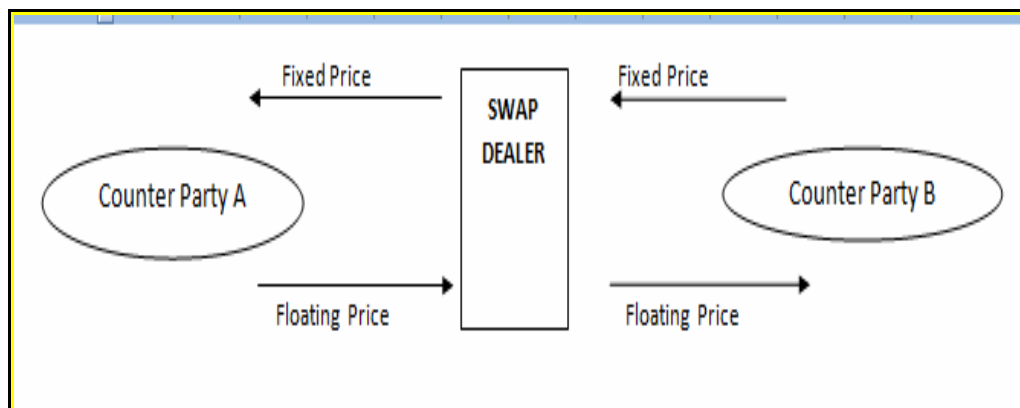 Fixed Price
Fixed Price
SWAP
DEALER
Counter Party A
Counter Party B
Floating Price
Floating Price